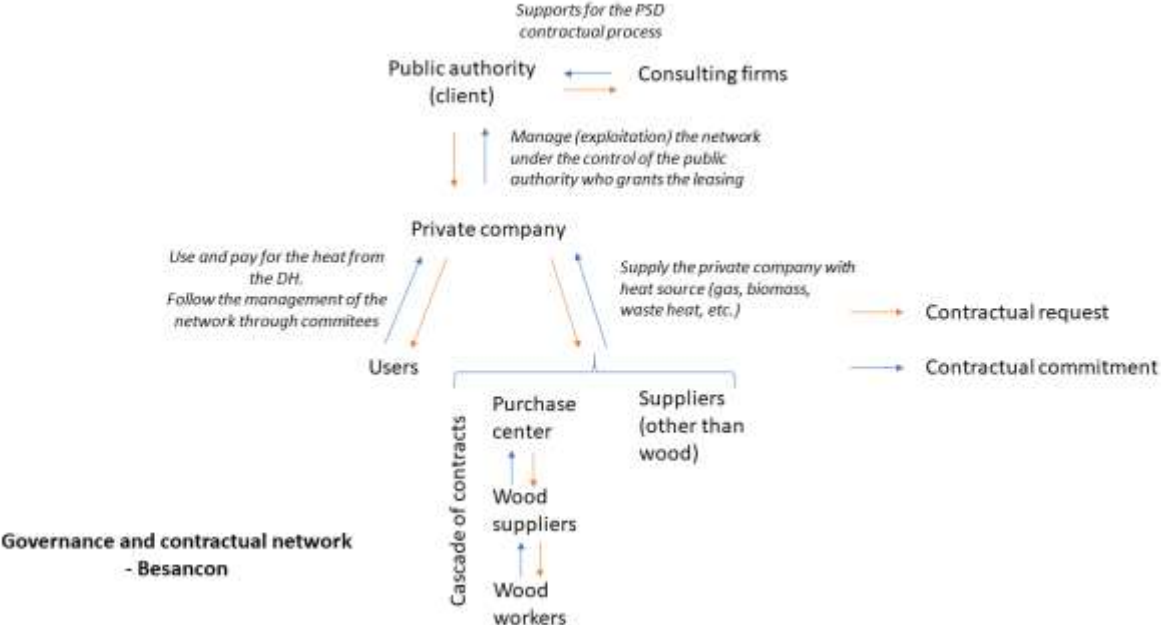 Supports for the PSD
contractual process
Public authority
(client)
Consulting firms
Manage (exploitation) the network
under the control of the public
authority who grants the leasing
Private company
Use and pay for the heat from
the DH.
Follow the management of the
network through commitees
Supply the private company with
heat source (gas, biomass,
waste heat, etc.)
Contractual request
Contractual commitment
Users
Cascade of contracts
Purchase
center
Suppliers
(other than
wood)
Wood
suppliers
Wood
workers
Governance and contractual network
- Besancon